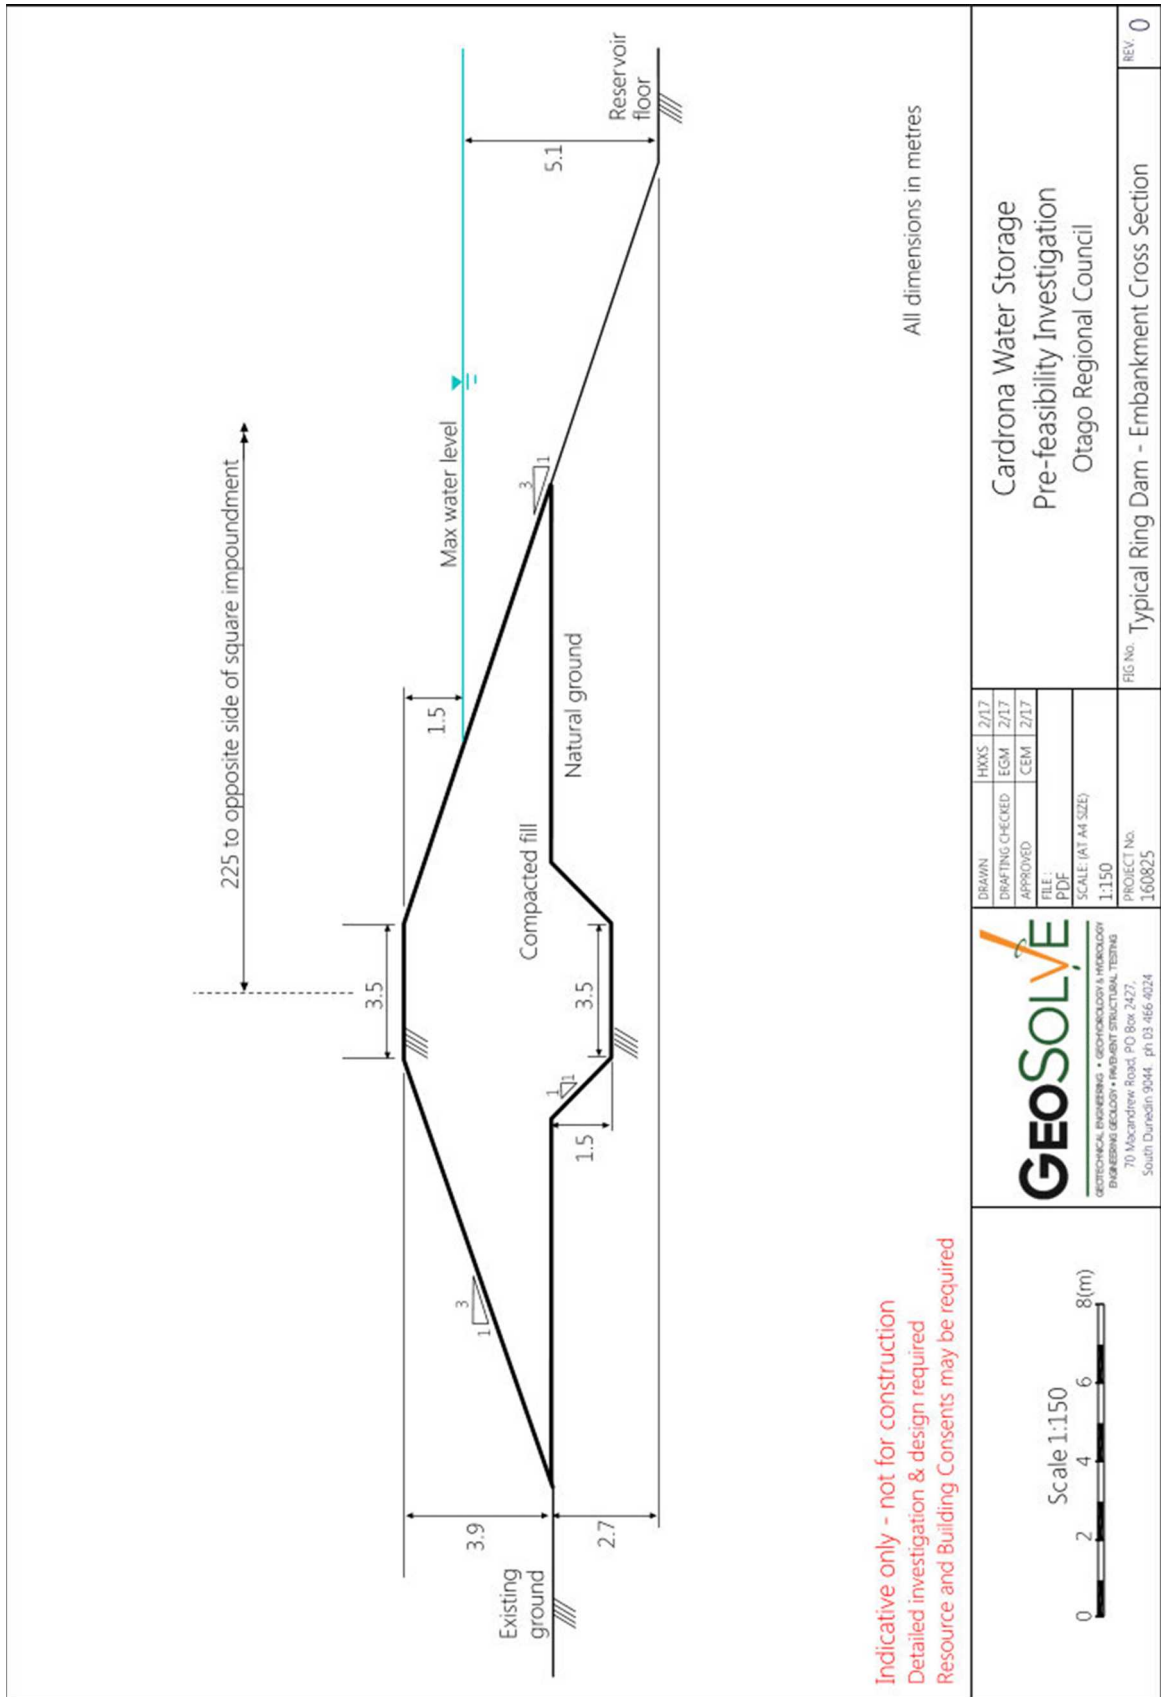 225 to opposite side of square impoundment
3.5
1.5
Max water level
5.1
Reservoir
floor
3
1
3
1
3.9
Compacted fill
Natural ground
Existing
ground
1
1
1.5
3.5
2.7
All dimensions in metres
Indicative only - not for construction
Detailed investigation & design required
Resource and Building Consents may be required
Scale 1:150
0 2 4 6 8(m)
GEOSOLVE
GEOTECHNICAL ENGINEERING • GEOHYDROLOGY & HYDROLOGY
ENGINEERING GEOLOGY • PAVEMENT STRUCTURAL TESTING
70 Macandrew Road, PO Box 2427,
South Dunedin 9044. ph 03 466 4024
DRAWN HXXS 2/17
DRAFTING CHECKED EGM 2/17
APPROVED CEM 2/17
FILE :
PDF
SCALE: (AT A4 SIZE)
1:150
PROJECT No.
160825
Cardrona Water Storage
Pre-feasibility Investigation
Otago Regional Council
FIG No. Typical Ring Dam - Embankment Cross Section
REV. 0